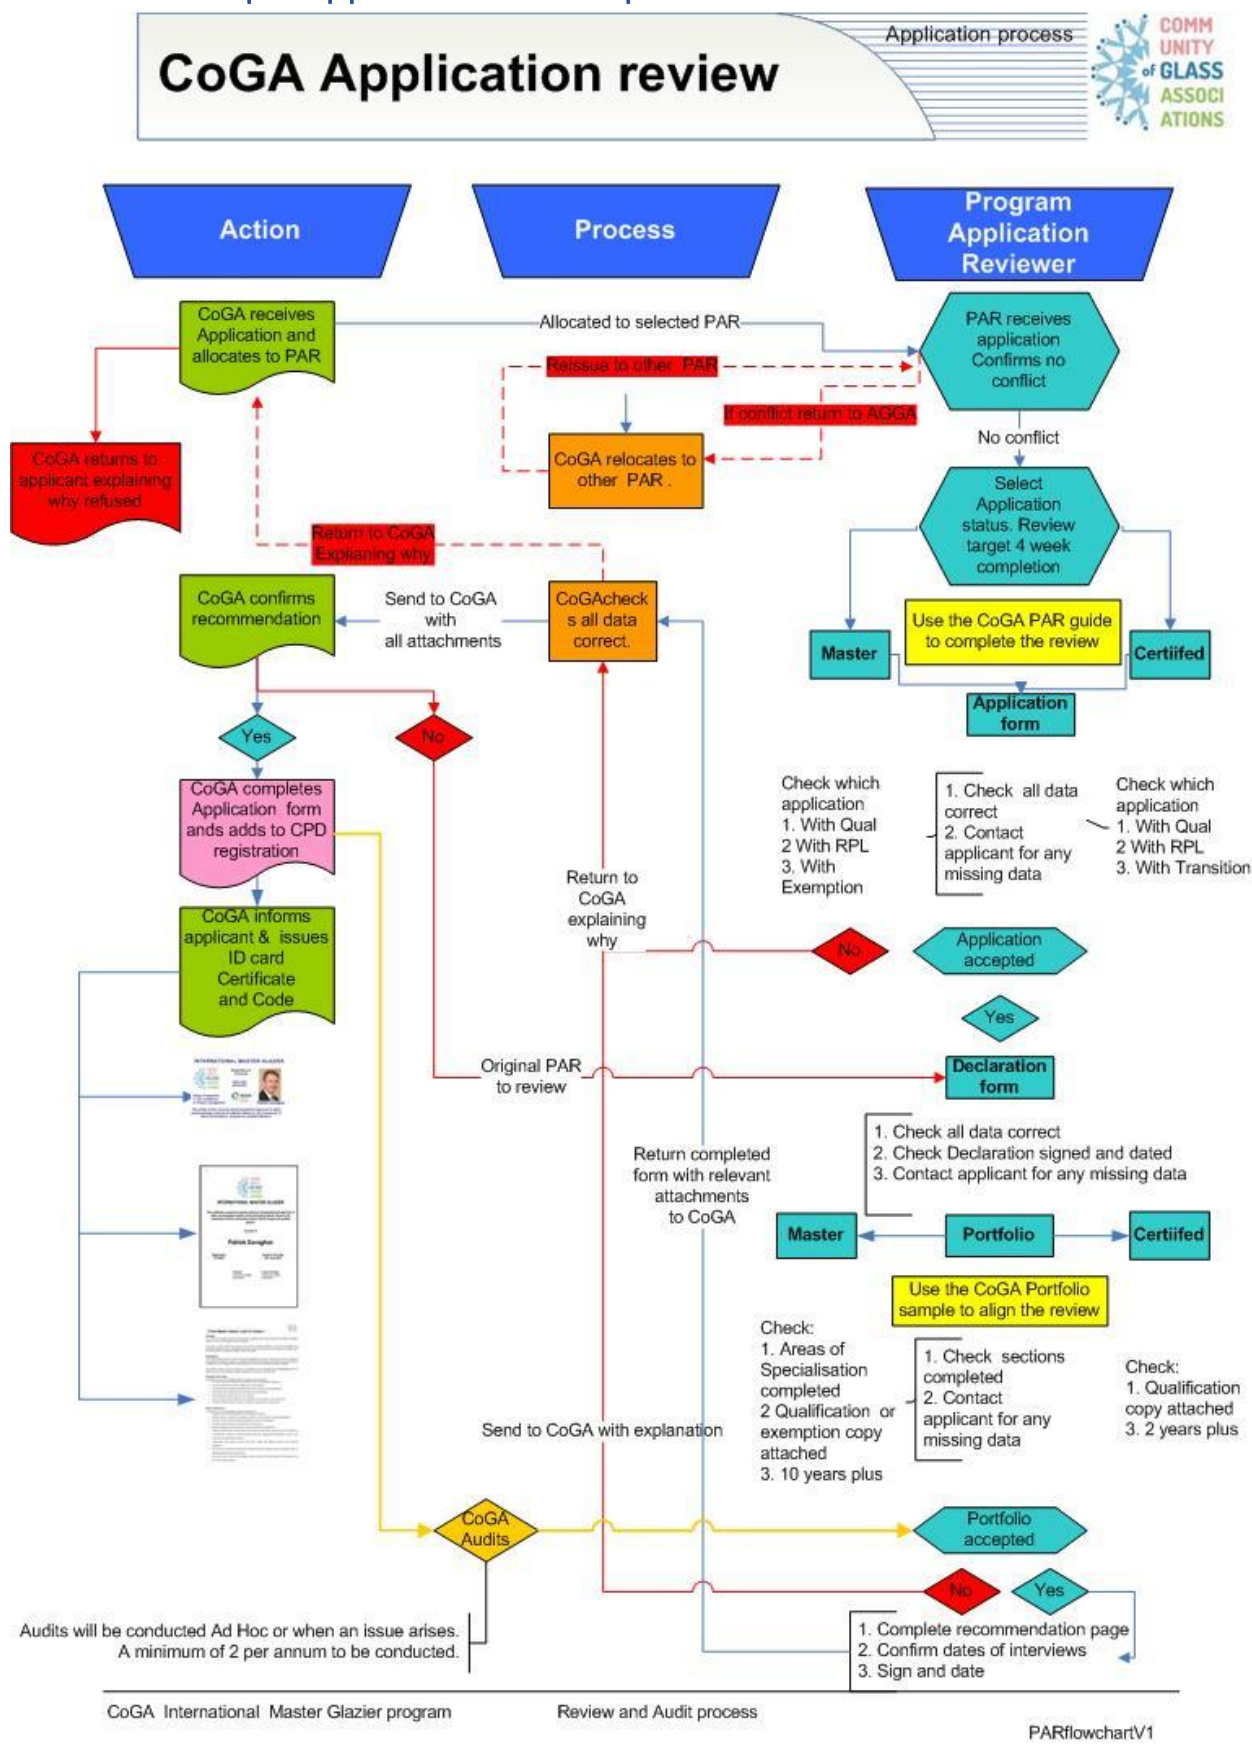 Application process
COMM
UNITY
of GLASS
ASSOCI
ATIONS
CoGA Application review
Action
Process
Program
Application
Reviewer
CoGA receives
Application and
allocates to PAR
Allocated to selected PAR
PAR receives
application
Confirms no
conflict
Reissue to other PAR
If conflict return to AGGA
No conflict
CoGA returns to
applicant explaining
why refused
CoGA relocates to
other PAR .
Select
Application
status. Review
target 4 week
completion
Return to CoGA
Explianing why
CoGA confirms
recommendation
Send to CoGA
with
all attachments
CoGAcheck
s all data
correct.
Use the CoGA PAR guide
to complete the review
Master
Certiifed
Application
form
Yes
No
CoGA completes
Application form
ands adds to CPD
registration
Check which
application
1. With Qual
2 With RPL
3. With
Exemption
1. Check all data
correct
2. Contact
applicant for any
missing data
Check which
application
1. With Qual
2 With RPL
3. With Transition
Return to
CoGA
explaining
why
CoGA informs
applicant & issues
ID card
Certificate
and Code
No
Application
accepted
Yes
INTERNATIONAL MASTER GLAZIER
Original PAR
to review
Declaration
form
1. Check all data correct
2. Check Declaration signed and dated
3. Contact applicant for any missing data
Return completed
form with relevant
attachments
to CoGA
INTERNATIONAL MASTER GLAZIER
Master
Portfolio
Certiifed
Use the CoGA Portfolio
sample to align the review
Check:
1. Areas of
Specialisation
completed
2 Qualification or
exemption copy
attached
3. 10 years plus
1. Check sections
completed
2. Contact
applicant for any
missing data
Check:
1. Qualification
copy attached
3. 2 years plus
Send to CoGA with explanation
CoGA
Audits
Portfolio
accepted
No
Yes
Audits will be conducted Ad Hoc or when an issue arises.
A minimum of 2 per annum to be conducted.
1. Complete recommendation page
2. Confirm dates of interviews
3. Sign and date
CoGA International Master Glazier program
Review and Audit process
PARflowchartV1